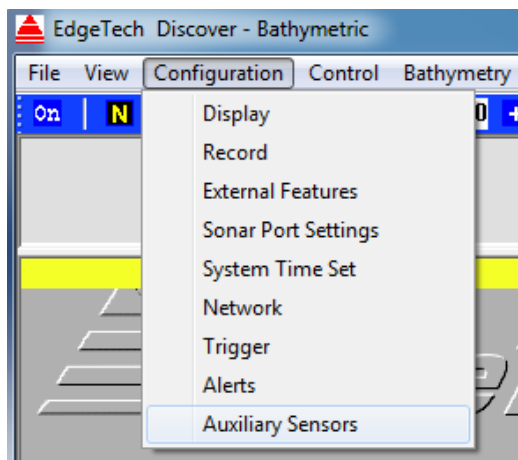 EdgeTech Discover - Bathymetric
File View Configuration Control Bathymetry
On N 0 +
Display
Record
External Features
Sonar Port Settings
System Time Set
Network
Trigger
Alerts
Auxiliary Sensors